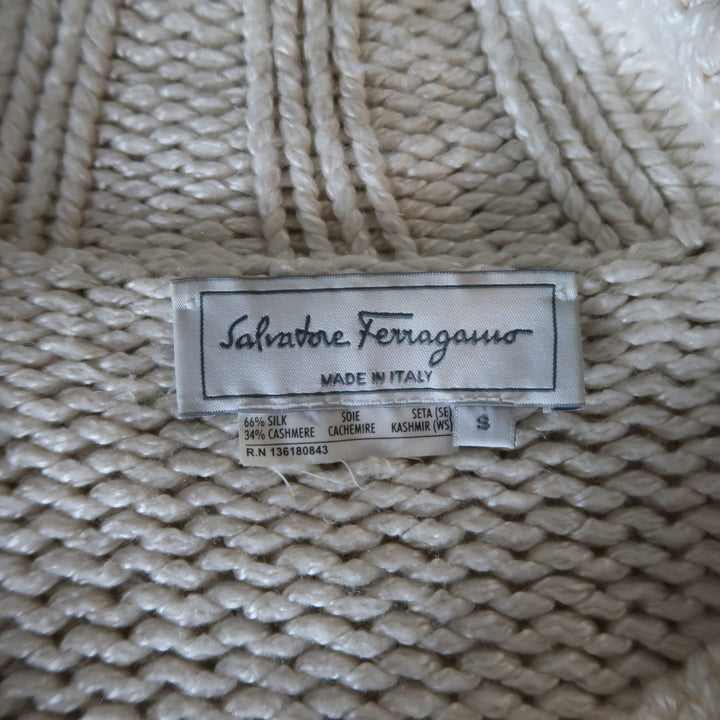 Salvatore Ferragamo
MADE IN ITALY
66% SILK SOIE SETA (SE)
34% CASHMERE CACHEMIRE KASHMIR (WS)
R.N 136180843
S